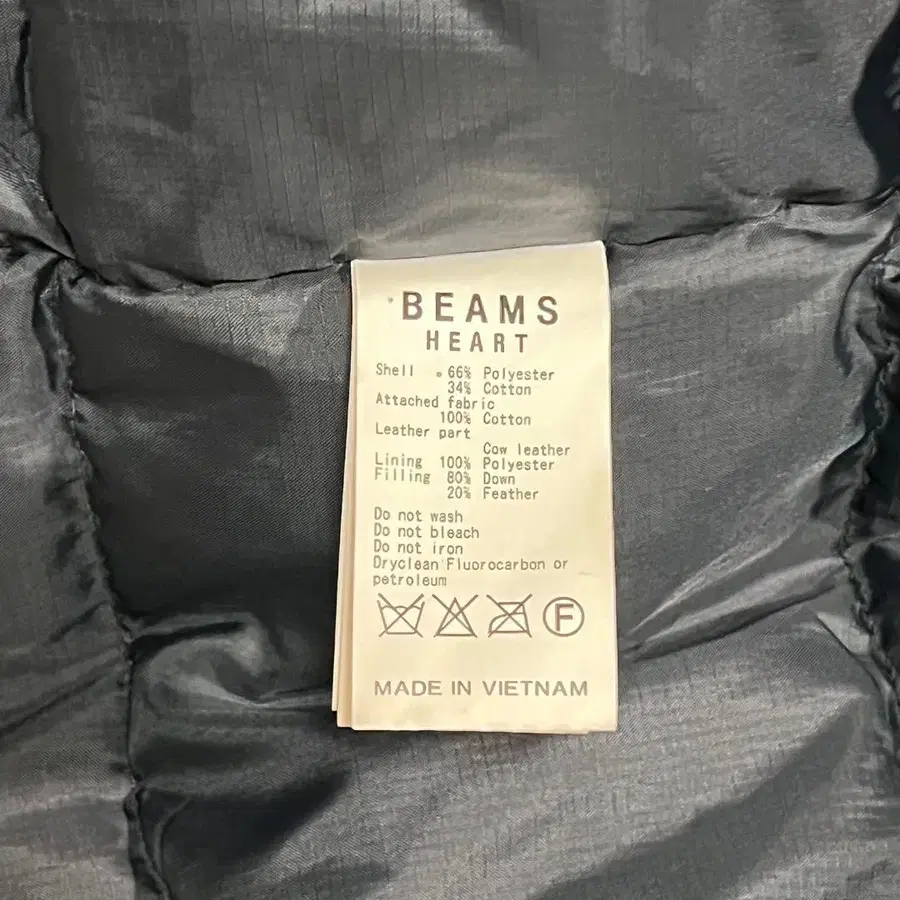 BEAMS
HEART
Shell 66% Polyester
34% Cotton
Attached fabric
100% Cotton
Leather part
Cow leather
Lining 100% Polyester
Filling 80% Down
20% Feather
Do not wash
Do not bleach
Do not iron
Dryclean Fluorocarbon or
petroleum
F
MADE IN VIETNAM